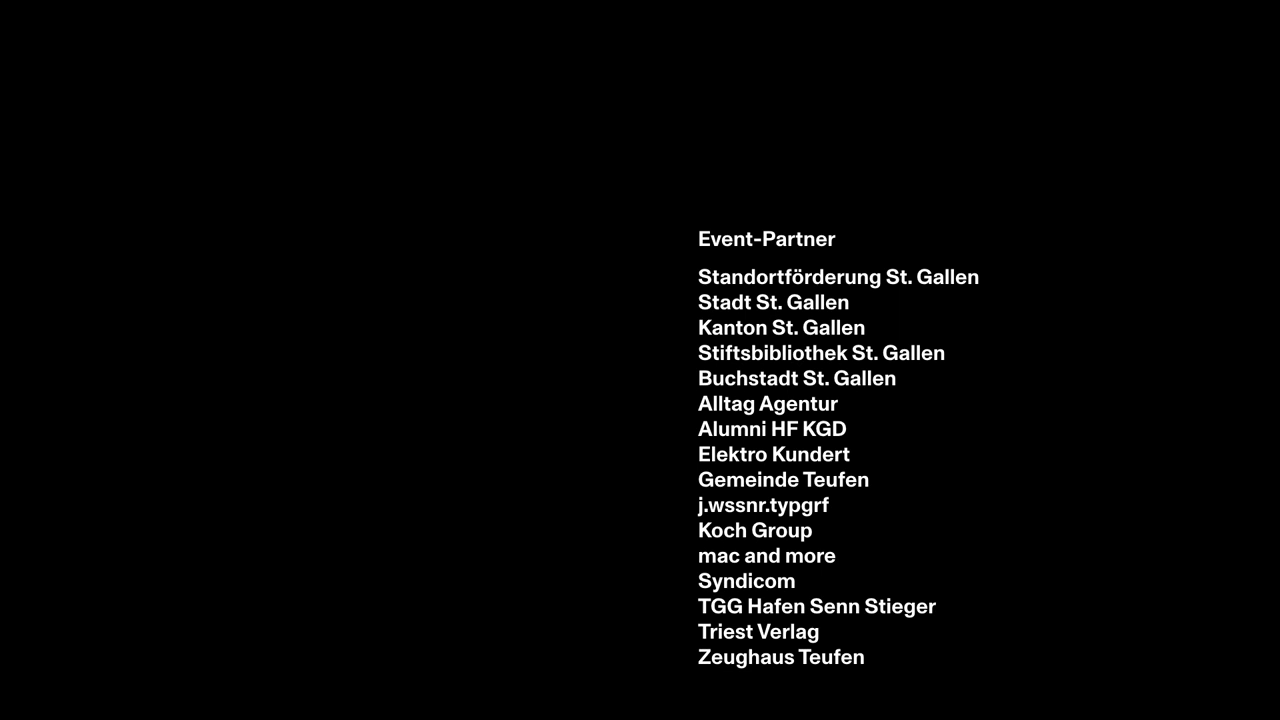 Event-Partner
Standortförderung St. Gallen
Stadt St. Gallen
Kanton St. Gallen
Stiftsbibliothek St. Gallen
Buchstadt St. Gallen
Alltag Agentur
Alumni HF KGD
Elektro Kundert
Gemeinde Teufen
j.wssnr.typgrf
Koch Group
mac and more
Syndicom
TGG Hafen Senn Stieger
Triest Verlag
Zeughaus Teufen